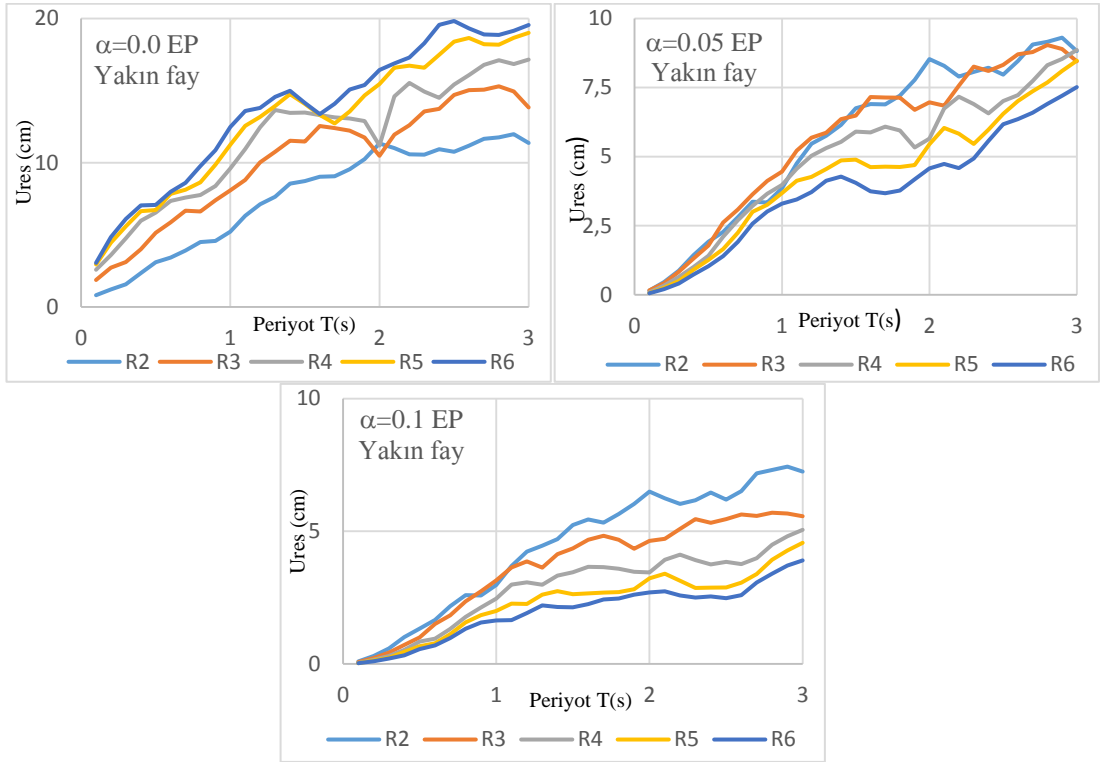 α=0.0 EP
Yakın fay
Ures (cm)
20
10
0
0
1
2
3
Periyot T(s)
R2 R3 R4 R5 R6
α=0.05 EP
Yakın fay
Ures (cm)
10
7,5
5
2,5
0
0
1
2
3
Periyot T(s)
R2 R3 R4 R5 R6
α=0.1 EP
Yakın fay
Ures (cm)
10
5
0
0
1
2
3
Periyot T(s)
R2 R3 R4 R5 R6